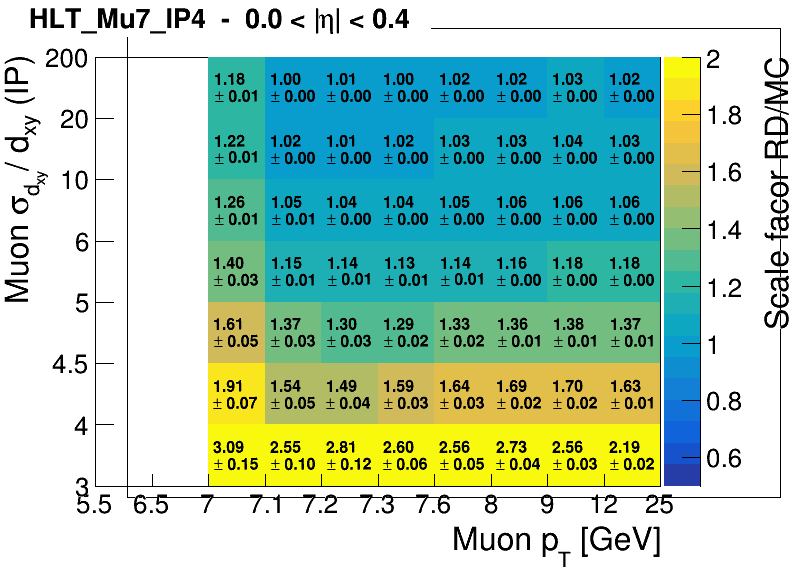 HLT_Mu7_IP4 - 0.0 < |η| < 0.4
Muon σ_{d_{xy}} / d_{xy} (IP)
200
20
10
6
5
4.5
4
3
1.18 1.00 1.01 1.00 1.02 1.02 1.03 1.02
± 0.01 ± 0.00 ± 0.00 ± 0.00 ± 0.00 ± 0.00 ± 0.00 ± 0.00
1.22 1.02 1.01 1.02 1.03 1.03 1.04 1.03
± 0.01 ± 0.00 ± 0.00 ± 0.00 ± 0.00 ± 0.00 ± 0.00 ± 0.00
1.26 1.05 1.04 1.04 1.05 1.06 1.06 1.06
± 0.01 ± 0.01 ± 0.00 ± 0.00 ± 0.00 ± 0.00 ± 0.00 ± 0.00
1.40 1.15 1.14 1.13 1.14 1.16 1.18 1.18
± 0.03 ± 0.01 ± 0.01 ± 0.01 ± 0.01 ± 0.00 ± 0.00 ± 0.00
1.61 1.37 1.30 1.29 1.33 1.36 1.38 1.37
± 0.05 ± 0.03 ± 0.03 ± 0.02 ± 0.02 ± 0.01 ± 0.01 ± 0.01
1.91 1.54 1.49 1.59 1.64 1.69 1.70 1.63
± 0.07 ± 0.05 ± 0.04 ± 0.03 ± 0.03 ± 0.02 ± 0.02 ± 0.01
3.09 2.55 2.81 2.60 2.56 2.73 2.56 2.19
± 0.15 ± 0.10 ± 0.12 ± 0.06 ± 0.05 ± 0.04 ± 0.03 ± 0.02
5.5 6.5 7 7.1 7.2 7.3 7.6 8 9 12 25
Muon p_T [GeV]
2
1.8
1.6
1.4
1.2
1
0.8
0.6
Scale facor RD/MC